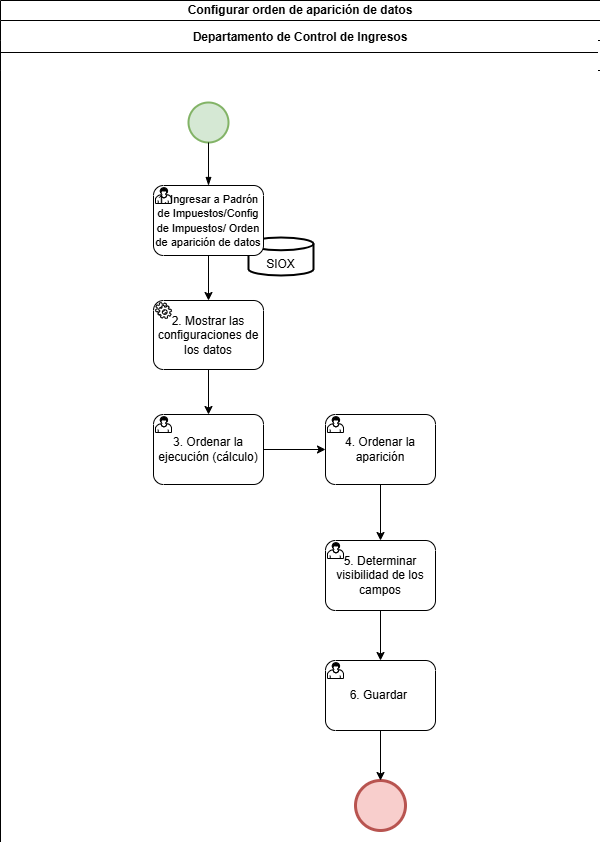 Configurar orden de aparición de datos
Departamento de Control de Ingresos
1. Ingresar a Padrón
de Impuestos/Config
de Impuestos/ Orden
de aparición de datos
SIOX
2. Mostrar las
configuraciones de
los datos
3. Ordenar la
ejecución (cálculo)
4. Ordenar la
aparición
5. Determinar
visibilidad de los
campos
6. Guardar